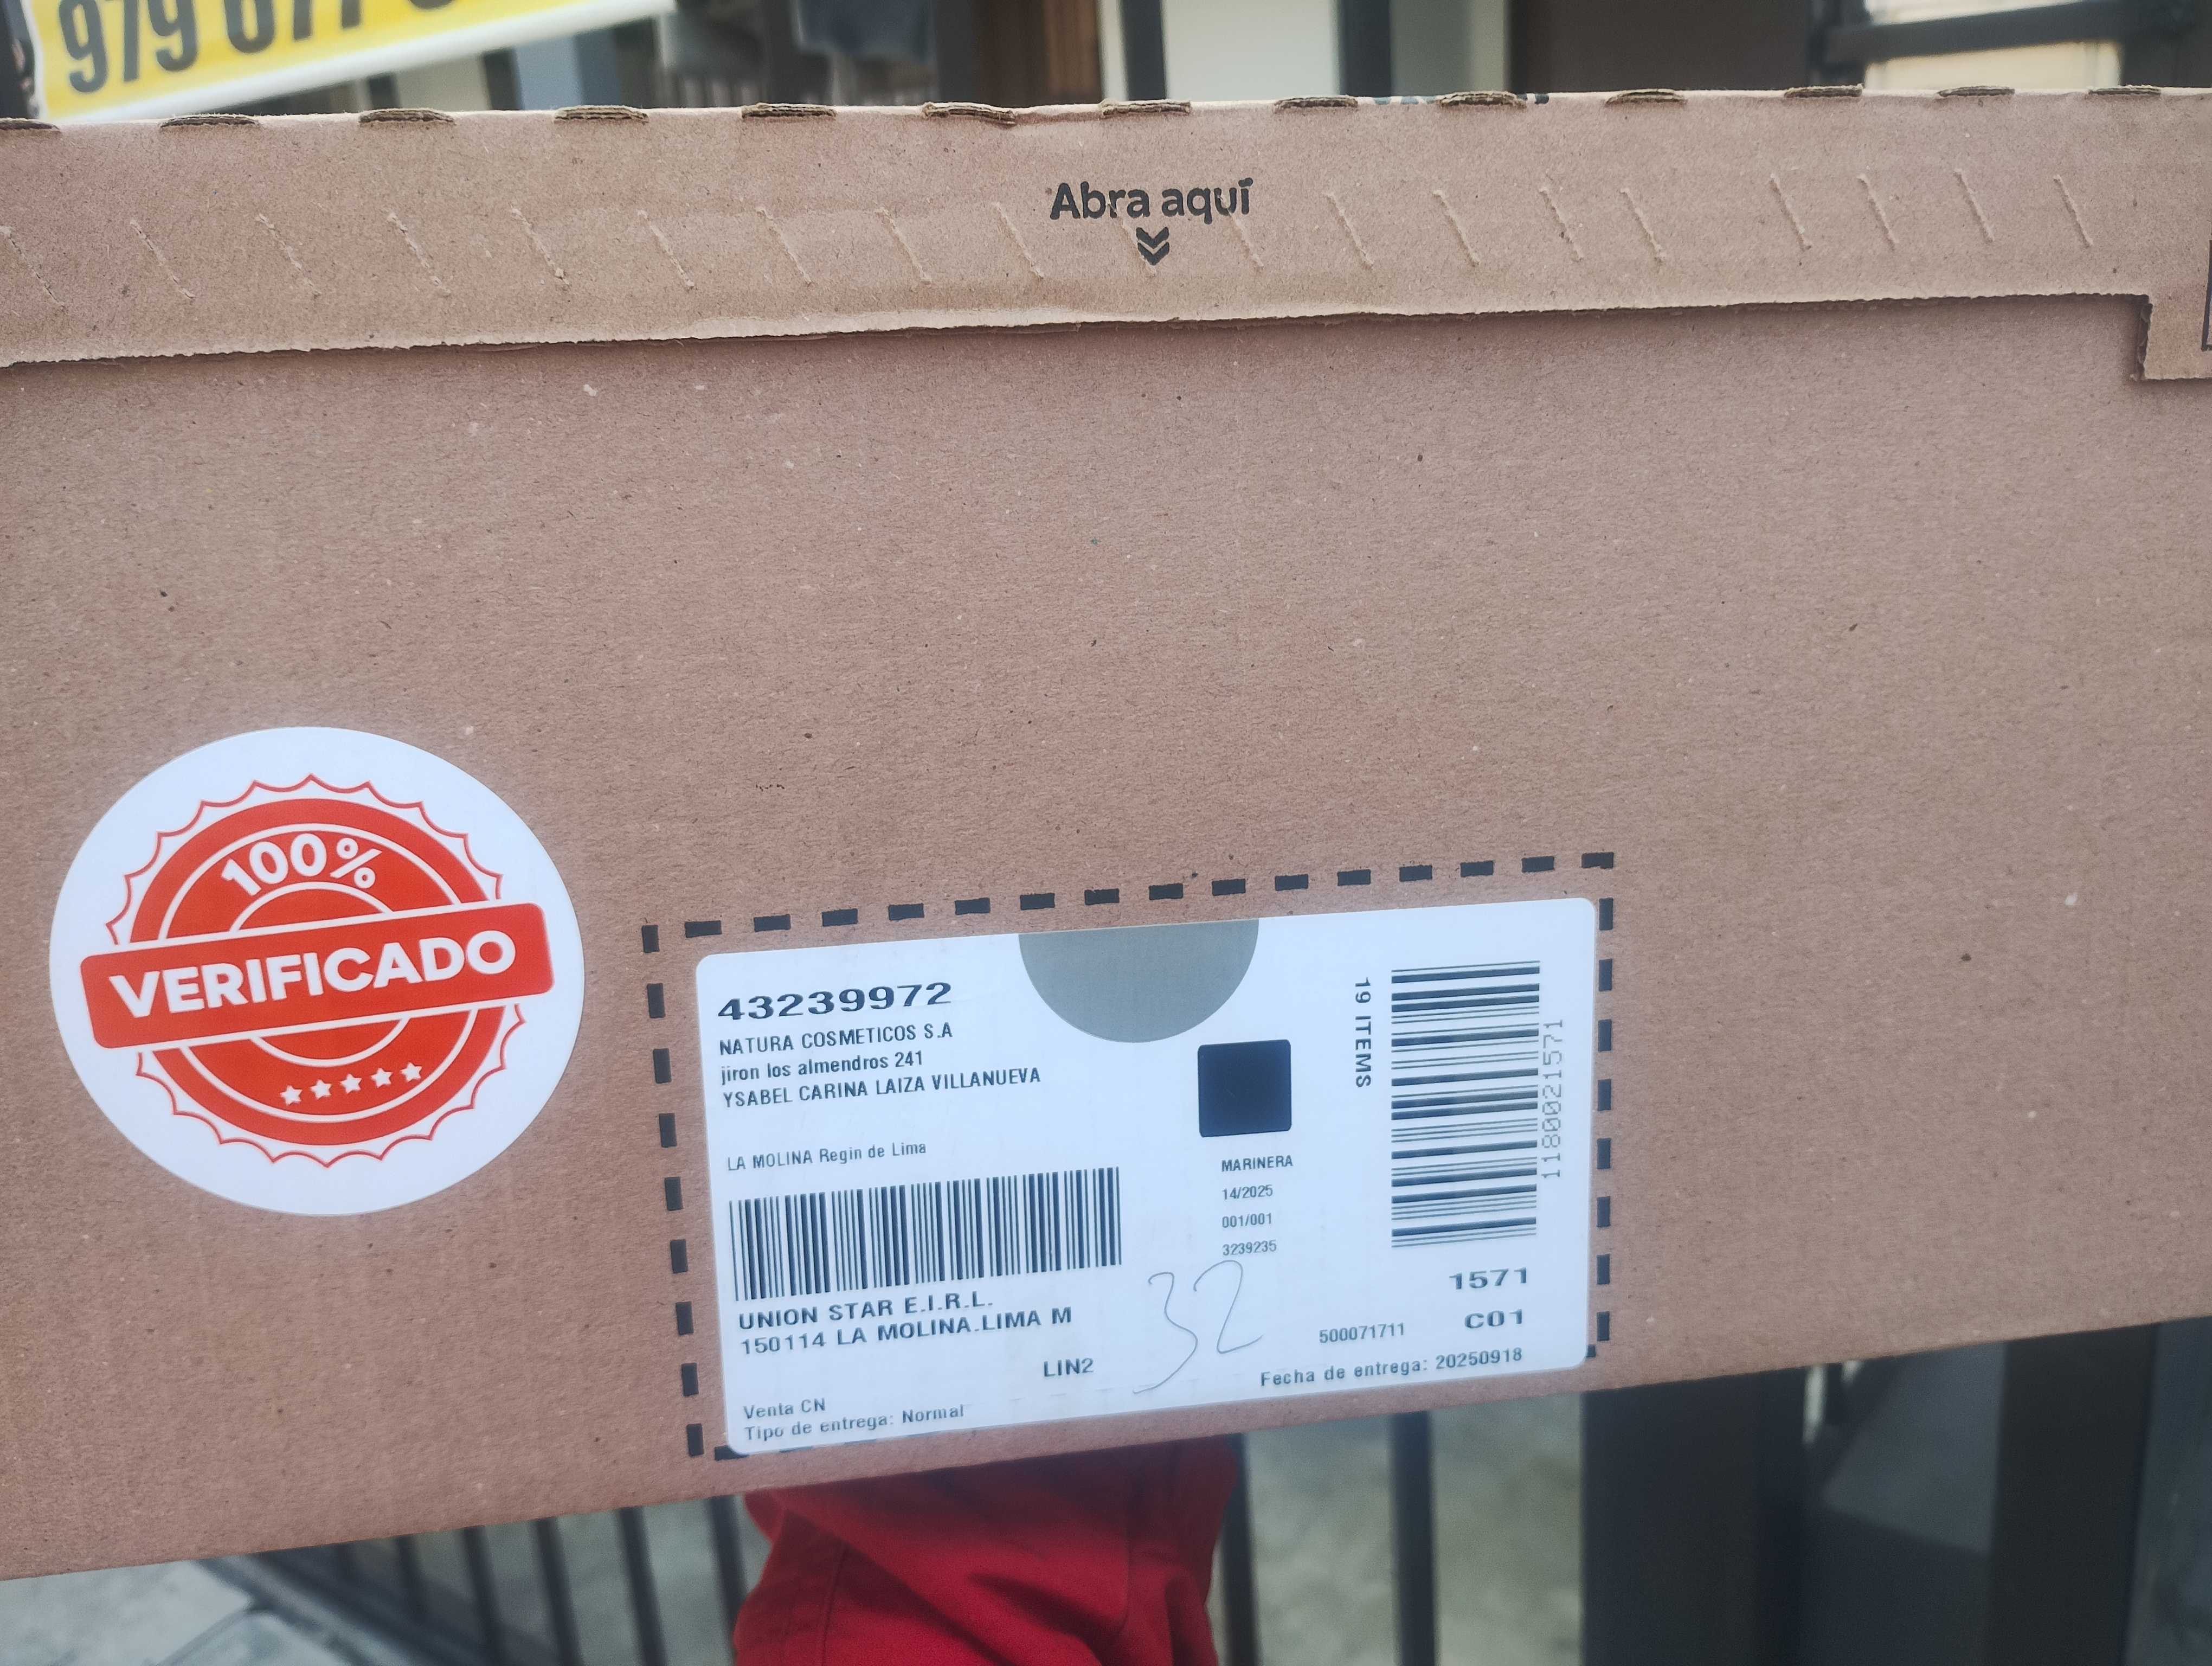 979 677
Abra aquí
100%
VERIFICADO
43239972
NATURA COSMETICOS S.A
jiron los almendros 241
YSABEL CARINA LAIZA VILLANUEVA
LA MOLINA Regin de Lima
UNION STAR E.I.R.L.
150114 LA MOLINA.LIMA M
LIN2
Venta CN
Tipo de entrega: Normal
MARINERA
14/2025
001/001
3239235
32
19 ITEMS
1180021571
1571
C01
500071711
Fecha de entrega: 20250918